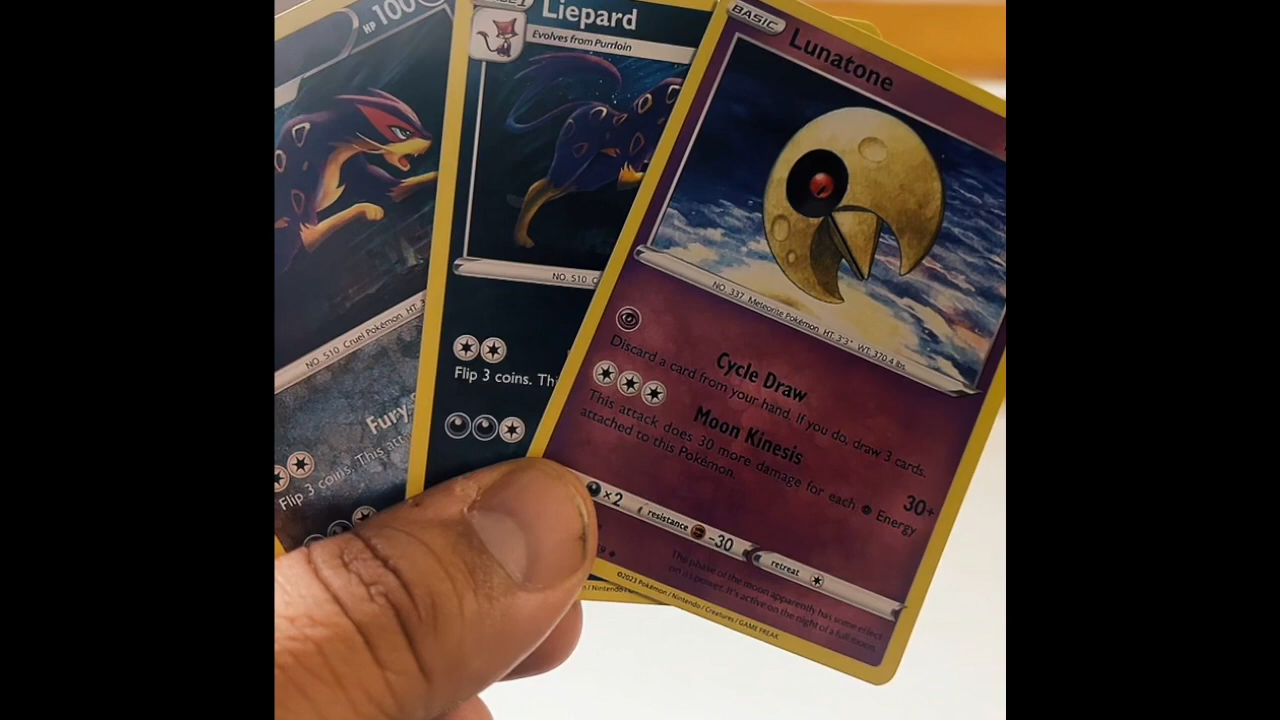 HP 100
NO. 510 Cruel Pokémon HT: 3
Fury
Flip 3 coins. This att
Liepard
Evolves from Purrloin
NO. 510 C
Flip 3 coins. Thi
BASIC
Lunatone
NO. 337 Meteorite Pokémon HT: 3'3" WT: 370.4 lbs.
Cycle Draw
Discard a card from your hand. If you do, draw 3 cards.
Moon Kinesis
30+
This attack does 30 more damage for each Energy
attached to this Pokémon.
x2 resistance -30 retreat
The phase of the moon apparently has some effect
on its power. It's active on the night of a full moon.
©2023 Pokémon / Nintendo / Creatures / GAME FREAK
/ Nintendo